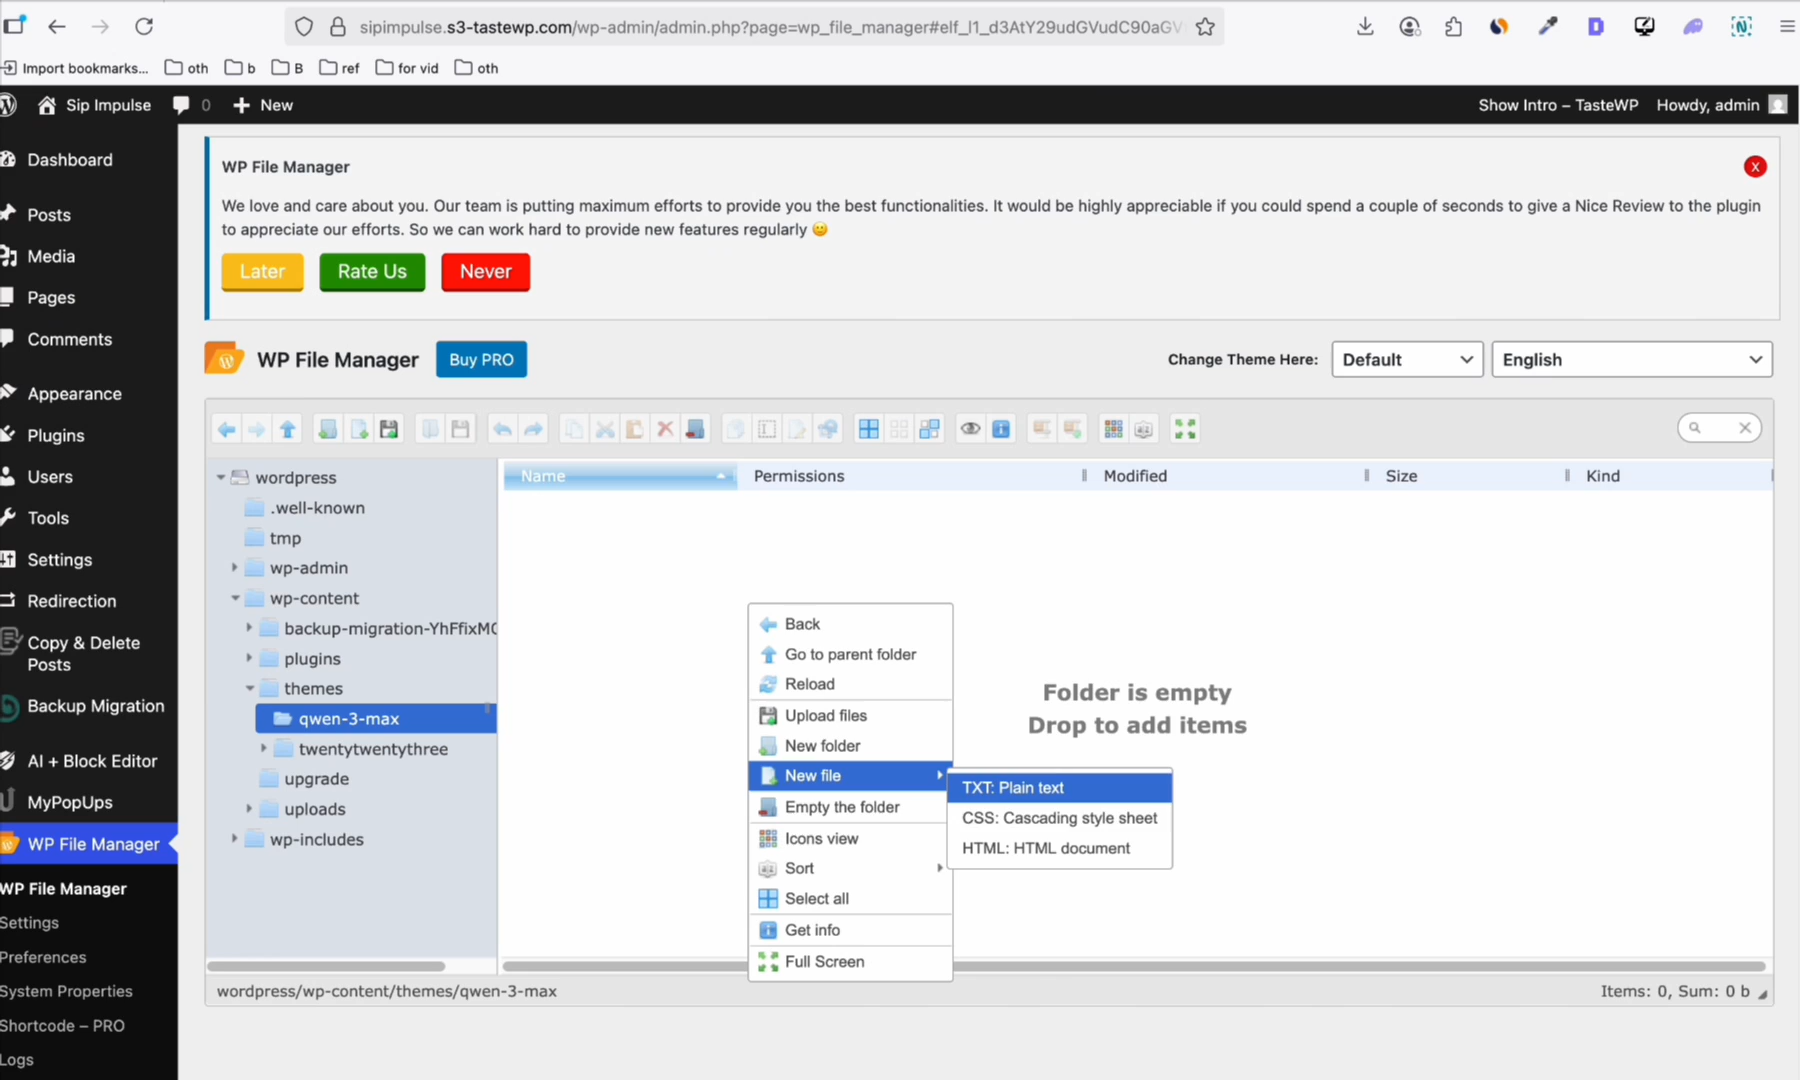 sipimpulse.s3-tastewp.com/wp-admin/admin.php?page=wp_file_manager#elf_l1_d3AtY29udGVudC90aGV
Import bookmarks...
oth
b
B
ref
for vid
oth
Sip Impulse
0
New
Show Intro – TasteWP
Howdy, admin
Dashboard
Posts
Media
Pages
Comments
Appearance
Plugins
Users
Tools
Settings
Redirection
Copy & Delete
Posts
Backup Migration
AI + Block Editor
MyPopUps
WP File Manager
WP File Manager
Settings
Preferences
System Properties
Shortcode – PRO
Logs
WP File Manager
X
We love and care about you. Our team is putting maximum efforts to provide you the best functionalities. It would be highly appreciable if you could spend a couple of seconds to give a Nice Review to the plugin
to appreciate our efforts. So we can work hard to provide new features regularly 🙂
Later
Rate Us
Never
WP File Manager
Buy PRO
Change Theme Here:
Default
English
wordpress
.well-known
tmp
wp-admin
wp-content
backup-migration-YhFfixM
plugins
themes
qwen-3-max
twentytwentythree
upgrade
uploads
wp-includes
Name
Permissions
Modified
Size
Kind
Folder is empty
Drop to add items
Back
Go to parent folder
Reload
Upload files
New folder
New file
Empty the folder
Icons view
Sort
Select all
Get info
Full Screen
TXT: Plain text
CSS: Cascading style sheet
HTML: HTML document
wordpress/wp-content/themes/qwen-3-max
Items: 0, Sum: 0 b